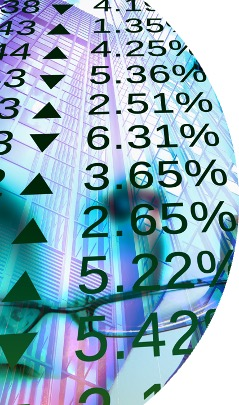 38 ▼
43 ▲ 1.35%
44 ▲ 4.25%
3 ▼ 5.36%
3 ▲ 2.51%
3 ▼ 6.31%
▲ 3.65%
▲ 2.65%
▲ 5.22%
▼ 5.42